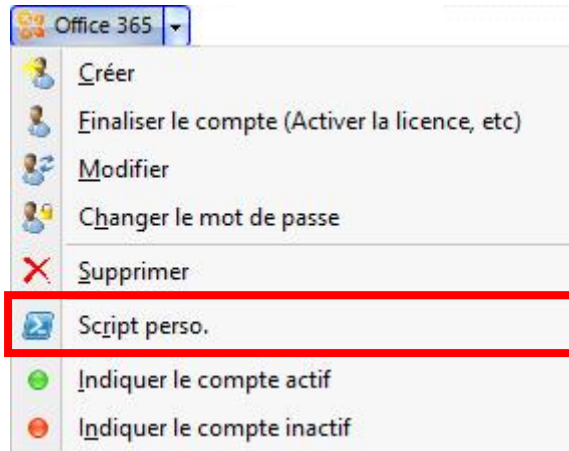 Office 365
Créer
Finaliser le compte (Activer la licence, etc)
Modifier
Changer le mot de passe
Supprimer
Script perso.
Indiquer le compte actif
Indiquer le compte inactif